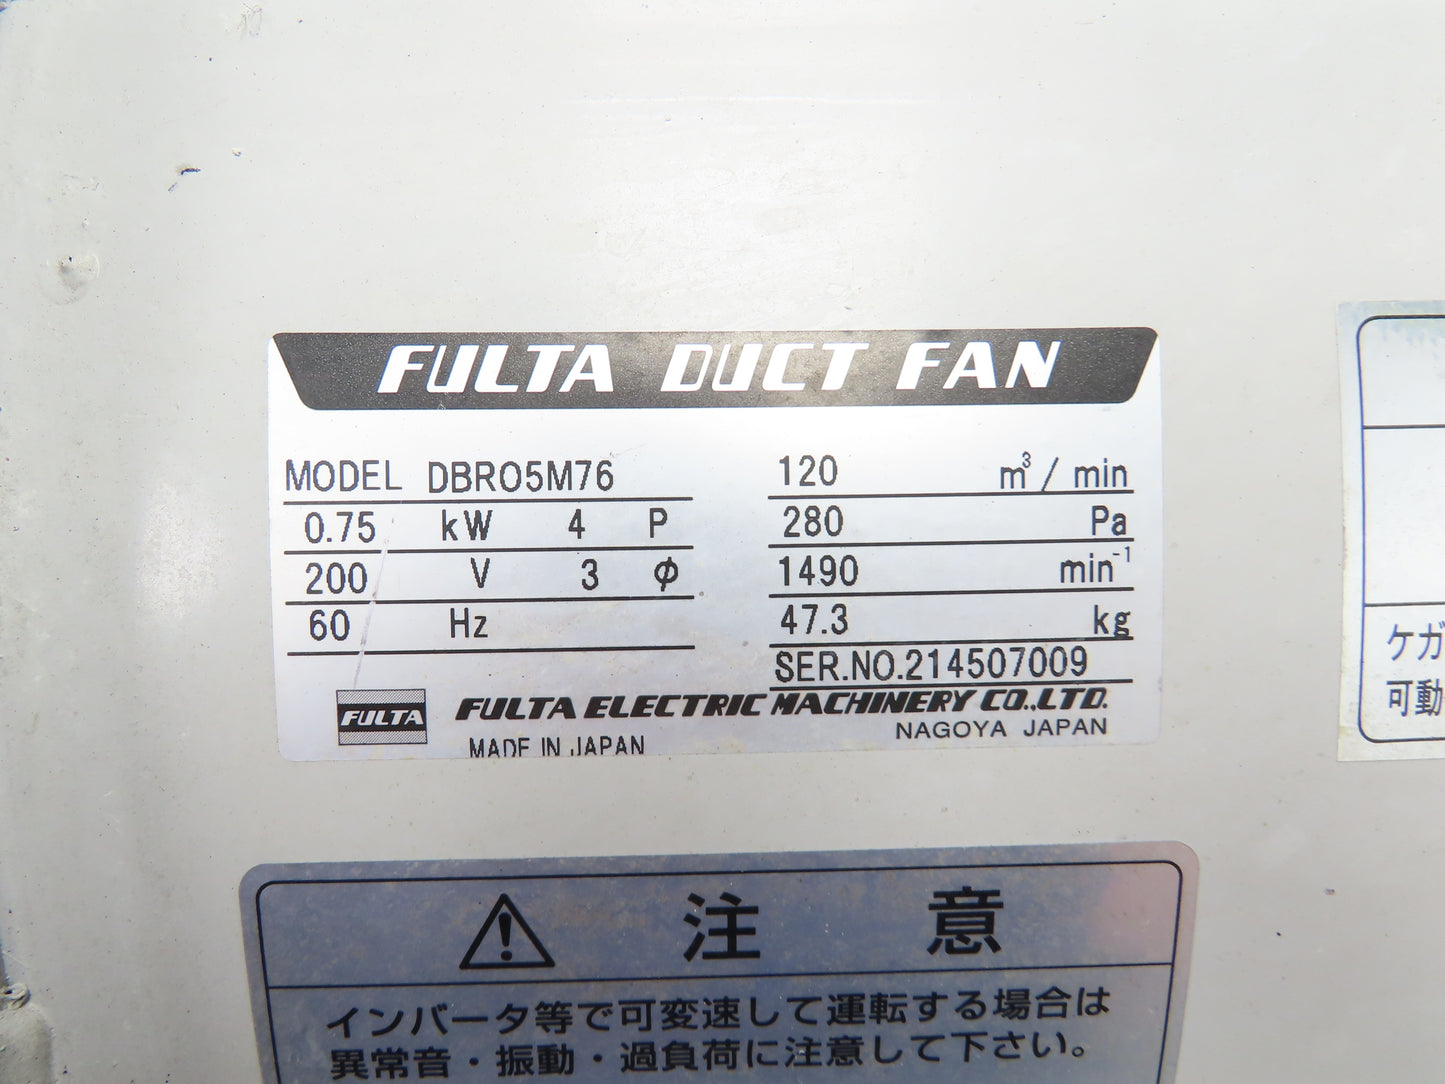 FULTA DUCT FAN
MODEL DBR05M76
0.75 kW 4 P
200 V 3 φ
60 Hz
120 m³/min
280 Pa
1490 min⁻¹
47.3 kg
SER.NO.214507009
FULTA
FULTA ELECTRIC MACHINERY CO.,LTD.
NAGOYA JAPAN
MADE IN JAPAN
ケガ
可動
注意
インバータ等で可変速して運転する場合は
異常音・振動・過負荷に注意して下さい。